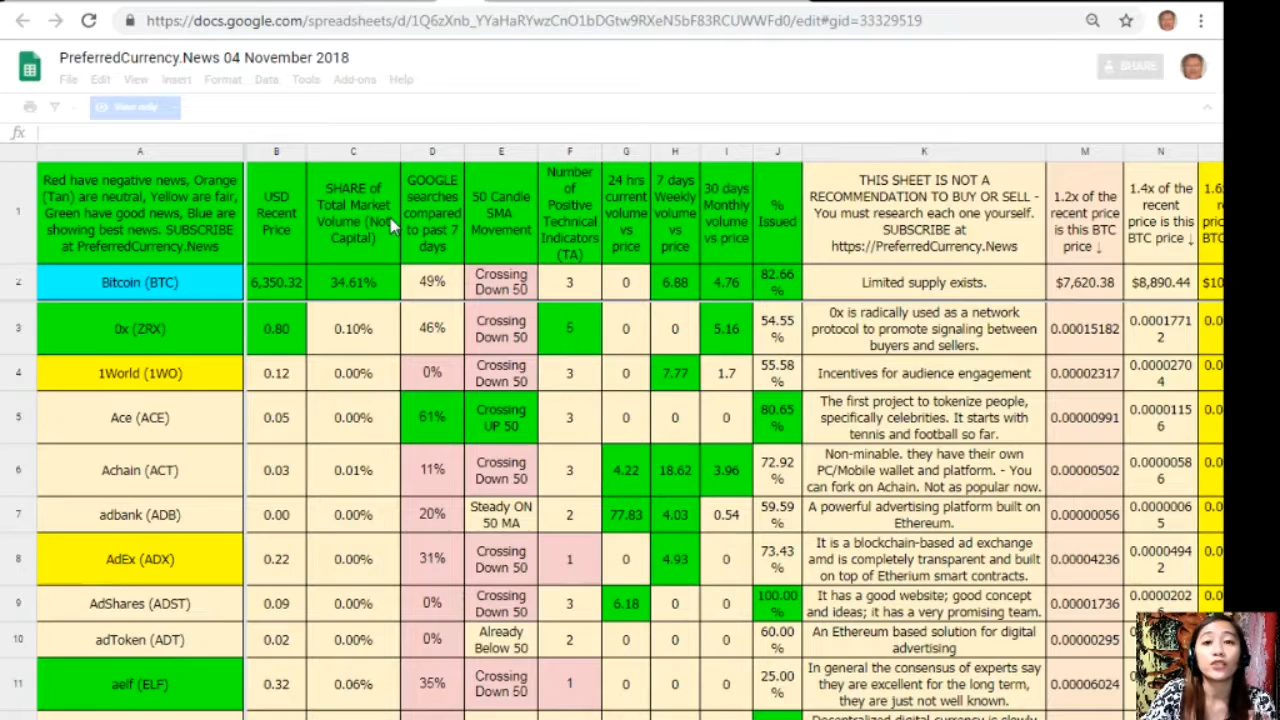 https://docs.google.com/spreadsheets/d/1Q6zXnb_YYaHaRYwzCnO1bDGtw9RXeN5bF83RCUWWFd0/edit#gid=33329519
PreferredCurrency.News 04 November 2018
SHARE
File Edit View Insert Format Data Tools Add-ons Help
View only
fx
A B C D E F G H I J K M N
1
Red have negative news, Orange
(Tan) are neutral, Yellow are fair,
Green have good news, Blue are
showing best news. SUBSCRIBE
at PreferredCurrency.News
USD
Recent
Price
SHARE of
Total Market
Volume (Not
Capital)
GOOGLE
searches
compared
to past 7
days
50 Candle
SMA
Movement
Number
of
Positive
Technical
Indicators
(TA)
24 hrs
current
volume
vs
price
7 days
Weekly
volume
vs
price
30 days
Monthly
volume
vs price
%
Issued
THIS SHEET IS NOT A
RECOMMENDATION TO BUY OR SELL -
You must research each one yourself.
SUBSCRIBE at
https://PreferredCurrency.News
1.2x of the
recent price
is this BTC
price ↓
1.4x of the
recent
price is this
BTC price ↓
2
Bitcoin (BTC)
6,350.32
34.61%
49%
Crossing
Down 50
3
0
6.88
4.76
82.66
%
Limited supply exists.
$7,620.38
$8,890.44
3
0x (ZRX)
0.80
0.10%
46%
Crossing
Down 50
5
0
0
5.16
54.55
%
0x is radically used as a network
protocol to promote signaling between
buyers and sellers.
0.00015182
0.0001771
2
4
1World (1WO)
0.12
0.00%
0%
Crossing
Down 50
3
0
7.77
1.7
55.58
%
Incentives for audience engagement
0.00002317
0.0000270
4
5
Ace (ACE)
0.05
0.00%
61%
Crossing
UP 50
3
0
0
0
80.65
%
The first project to tokenize people,
specifically celebrities. It starts with
tennis and football so far.
0.00000991
0.0000115
6
6
Achain (ACT)
0.03
0.01%
11%
Crossing
Down 50
3
4.22
18.62
3.96
72.92
%
Non-minable. they have their own
PC/Mobile wallet and platform. - You
can fork on Achain. Not as popular now.
0.00000502
0.0000058
6
7
adbank (ADB)
0.00
0.00%
20%
Steady ON
50 MA
2
77.83
4.03
0.54
59.59
%
A powerful advertising platform built on
Ethereum.
0.00000056
0.0000006
5
8
AdEx (ADX)
0.22
0.00%
31%
Crossing
Down 50
1
0
4.93
0
73.43
%
It is a blockchain-based ad exchange
amd is completely transparent and built
on top of Etherium smart contracts.
0.00004236
0.0000494
2
9
AdShares (ADST)
0.09
0.00%
0%
Crossing
Down 50
3
6.18
0
0
100.00
%
It has a good website; good concept
and ideas; it has a very promising team.
0.00001736
0.0000202
10
adToken (ADT)
0.02
0.00%
0%
Already
Below 50
2
0
0
0
60.00
%
An Ethereum based solution for digital
advertising
0.00000295
11
aelf (ELF)
0.32
0.06%
35%
Crossing
Down 50
1
0
0
0
25.00
%
In general the consensus of experts say
they are excellent for the long term,
they are just not well known.
0.00006024